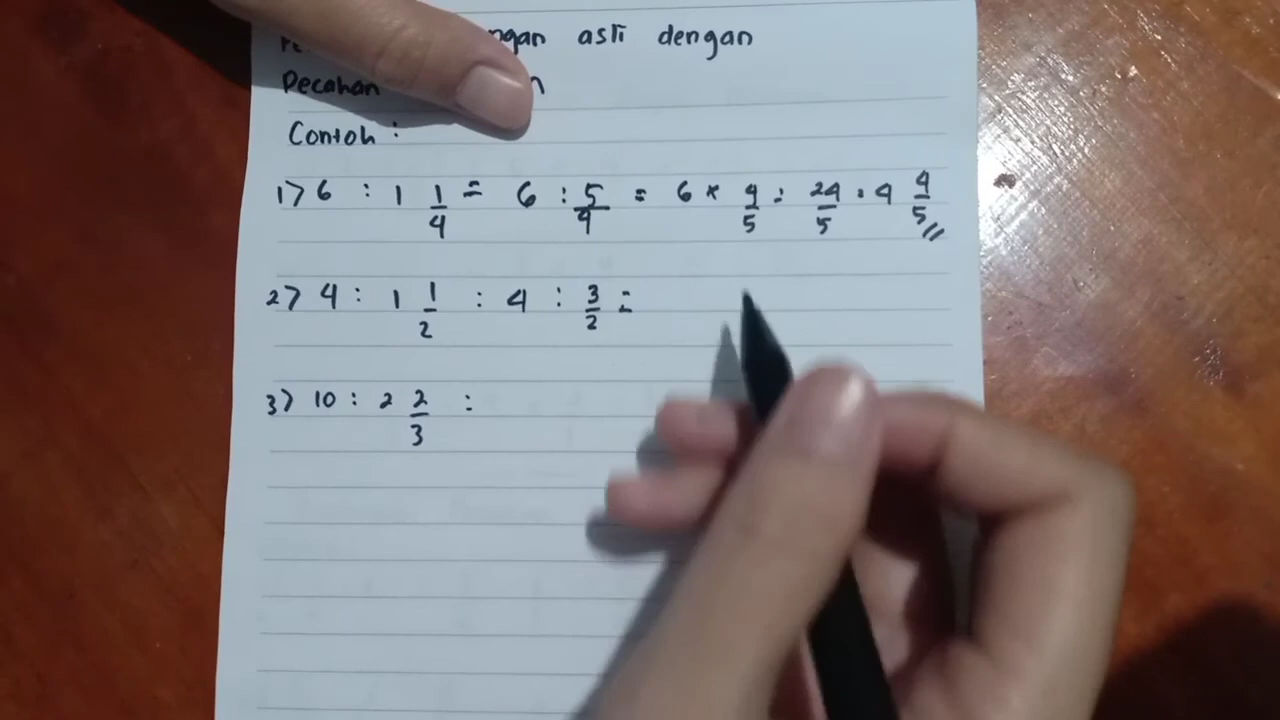 asli dengan
Pecahan
Contoh :
1) 6 : 1 1/4 = 6 : 5/4 = 6 × 4/5 = 24/5 = 4 4/5 //
2) 4 : 1 1/2 : 4 : 3/2 =
3) 10 : 2 2/3 :